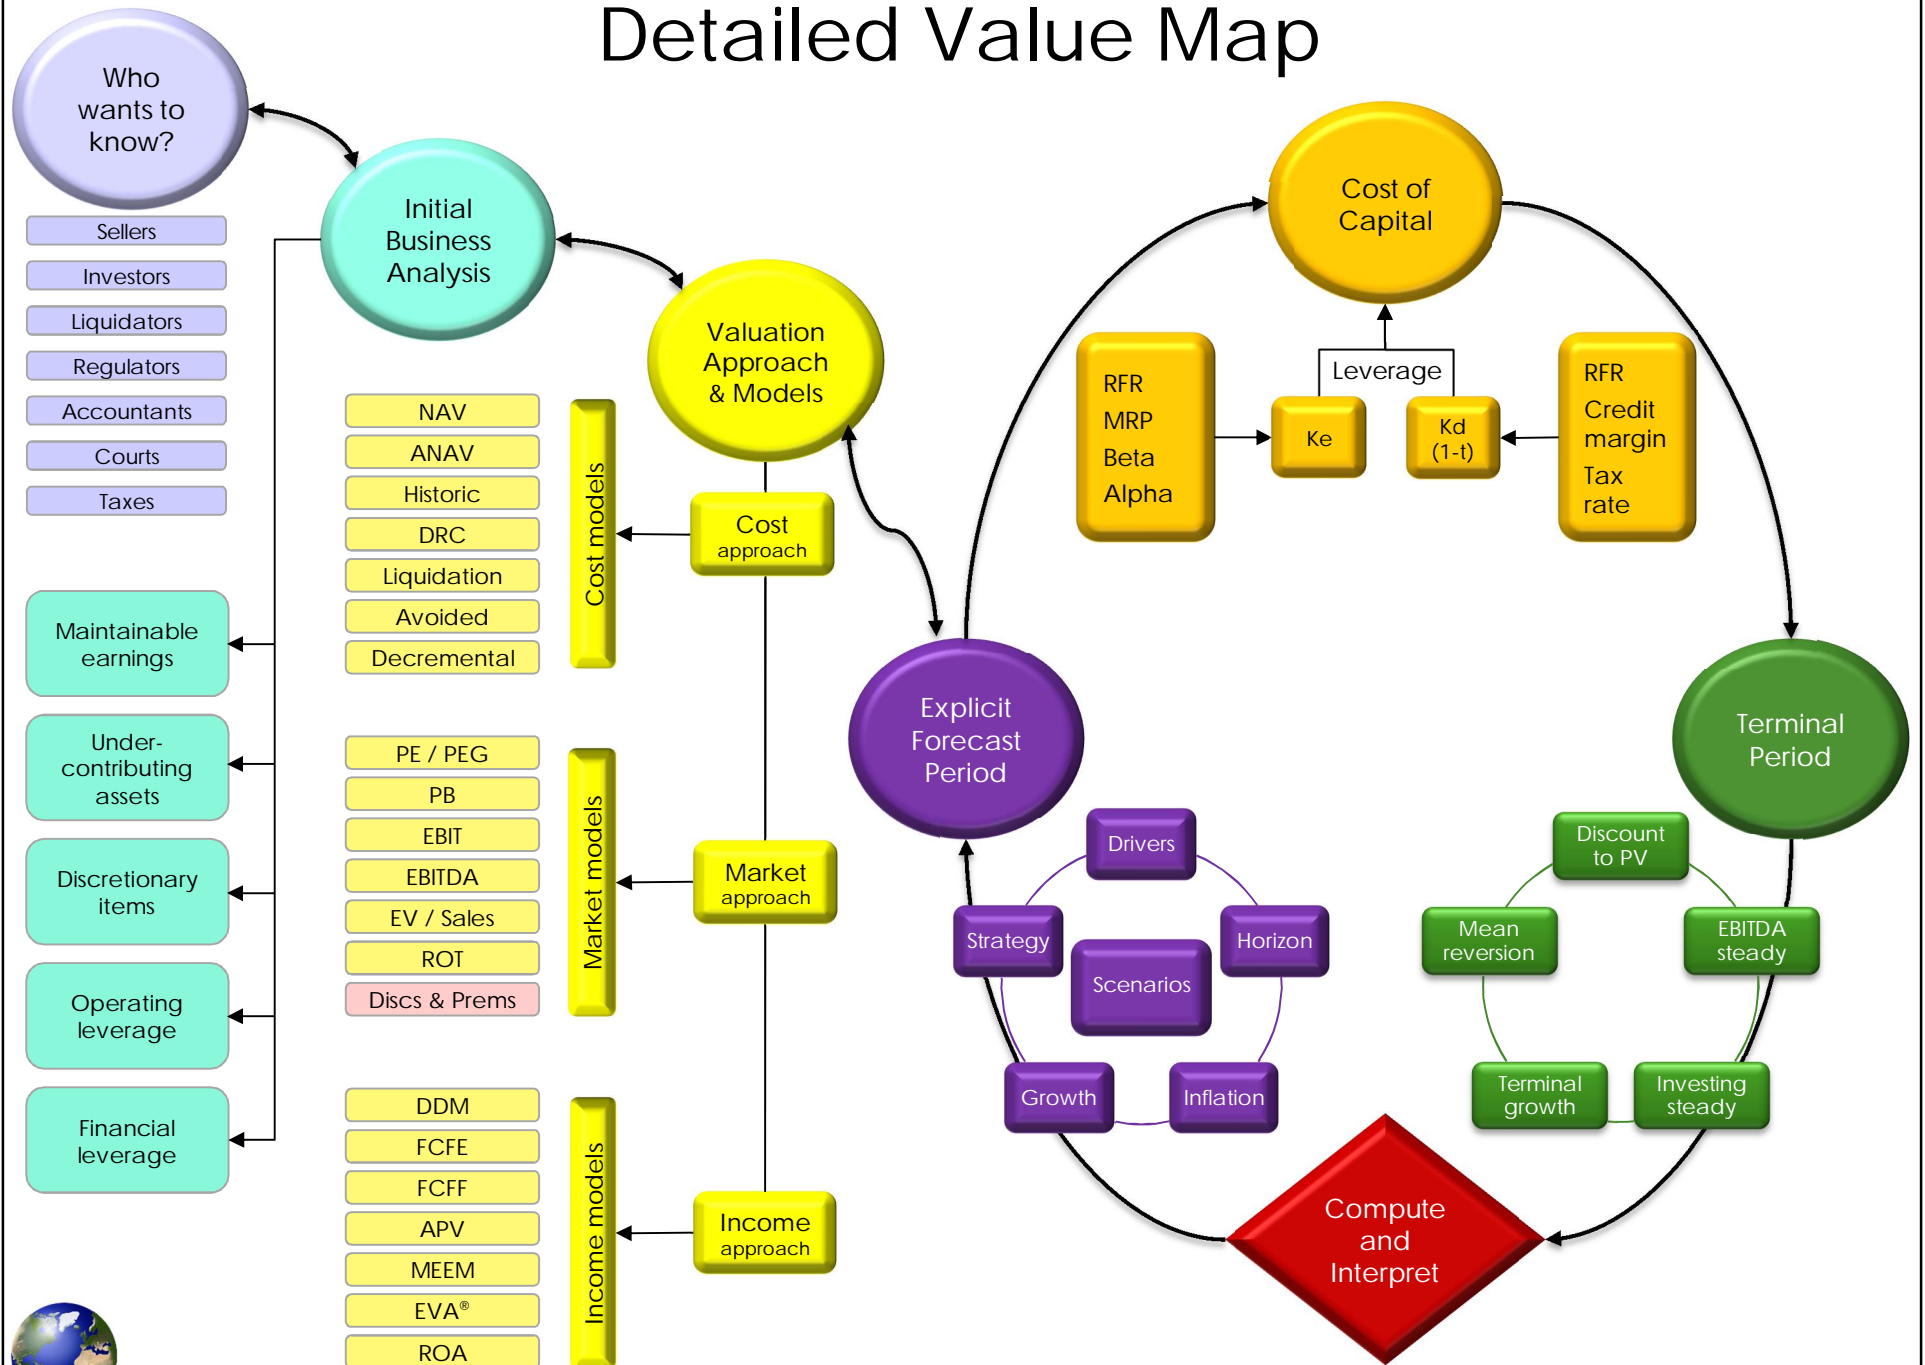 Detailed Value Map
Who
wants to
know?
Sellers
Investors
Liquidators
Regulators
Accountants
Courts
Taxes
Initial
Business
Analysis
Maintainable
earnings
Under-
contributing
assets
Discretionary
items
Operating
leverage
Financial
leverage
Valuation
Approach
& Models
Cost
approach
Cost models
NAV
ANAV
Historic
DRC
Liquidation
Avoided
Decremental
Market
approach
Market models
PE / PEG
PB
EBIT
EBITDA
EV / Sales
ROT
Discs & Prems
Income
approach
Income models
DDM
FCFE
FCFF
APV
MEEM
EVA®
ROA
Explicit
Forecast
Period
Drivers
Strategy
Horizon
Scenarios
Growth
Inflation
Cost of
Capital
Leverage
RFR
MRP
Beta
Alpha
Ke
Kd
(1-t)
RFR
Credit
margin
Tax
rate
Terminal
Period
Discount
to PV
Mean
reversion
EBITDA
steady
Terminal
growth
Investing
steady
Compute
and
Interpret